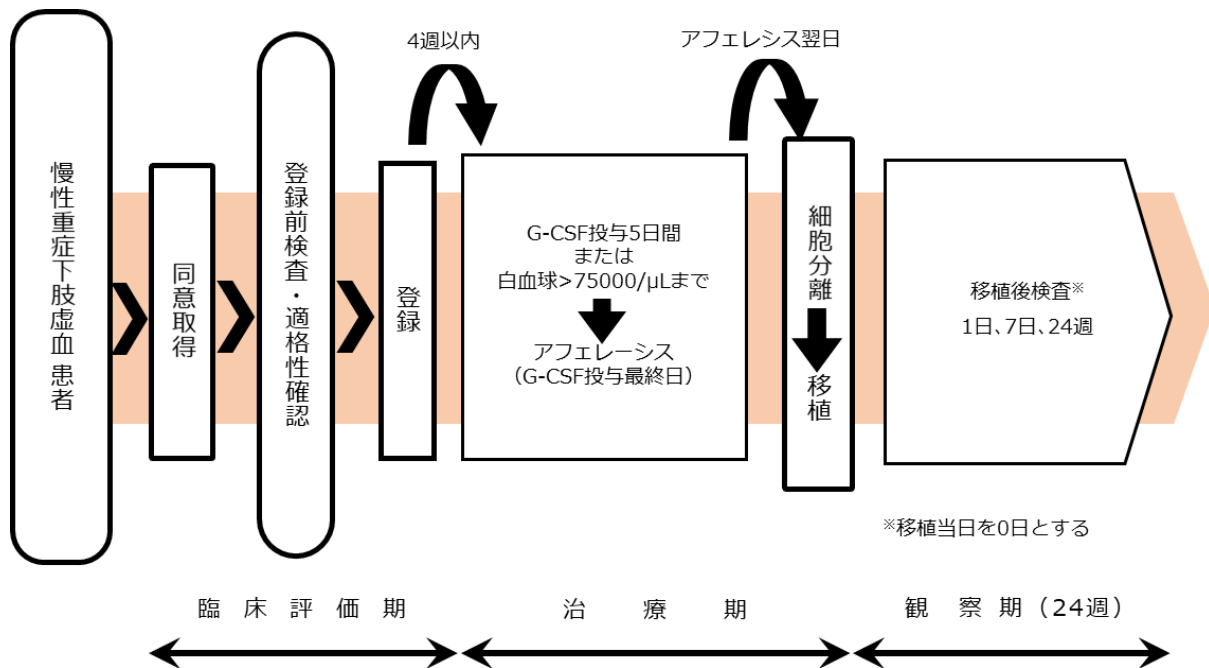 慢性重症下肢虚血患者
同意取得
登録前検査・適格性確認
登録
4週以内
G-CSF投与5日間
または
白血球>75000/μLまで
アフェレーシス
（G-CSF投与最終日）
アフェレシス翌日
細胞分離
移植
移植後検査※
1日、7日、24週
※移植当日を0日とする
臨床評価期
治療期
観察期（24週）